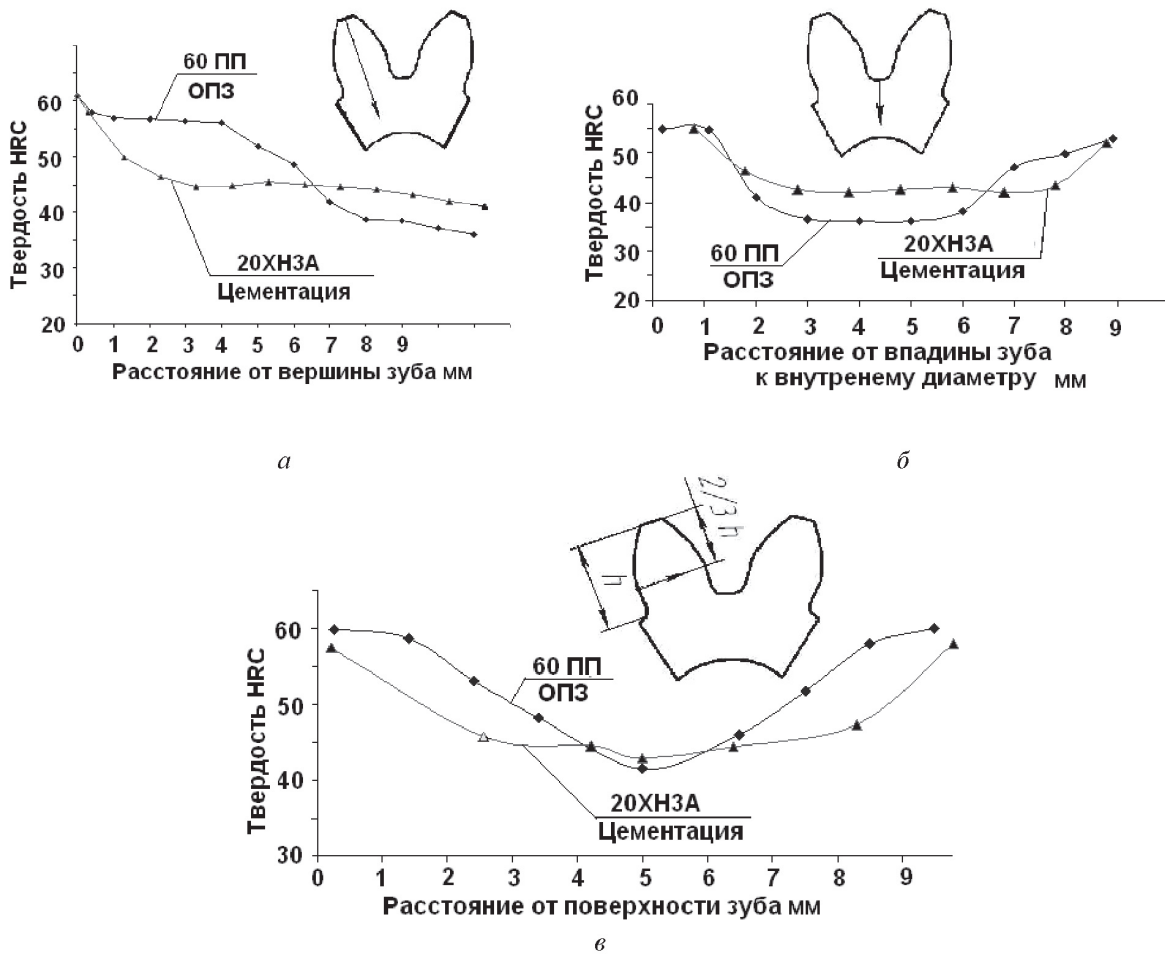 Твердость HRC
60
50
40
30
20
60 ПП
ОПЗ
20ХН3А
Цементация
0 1 2 3 4 5 6 7 8 9
Расстояние от вершины зуба мм
а
Твердость HRC
60
50
40
30
20
60 ПП
ОПЗ
20ХН3А
Цементация
0 1 2 3 4 5 6 7 8 9
Расстояние от впадины зуба
к внутренему диаметру мм
б
Твердость HRC
60
50
40
30
2/3 h
h
60 ПП
ОПЗ
20ХН3А
Цементация
0 1 2 3 4 5 6 7 8 9
Расстояние от поверхности зуба мм
в